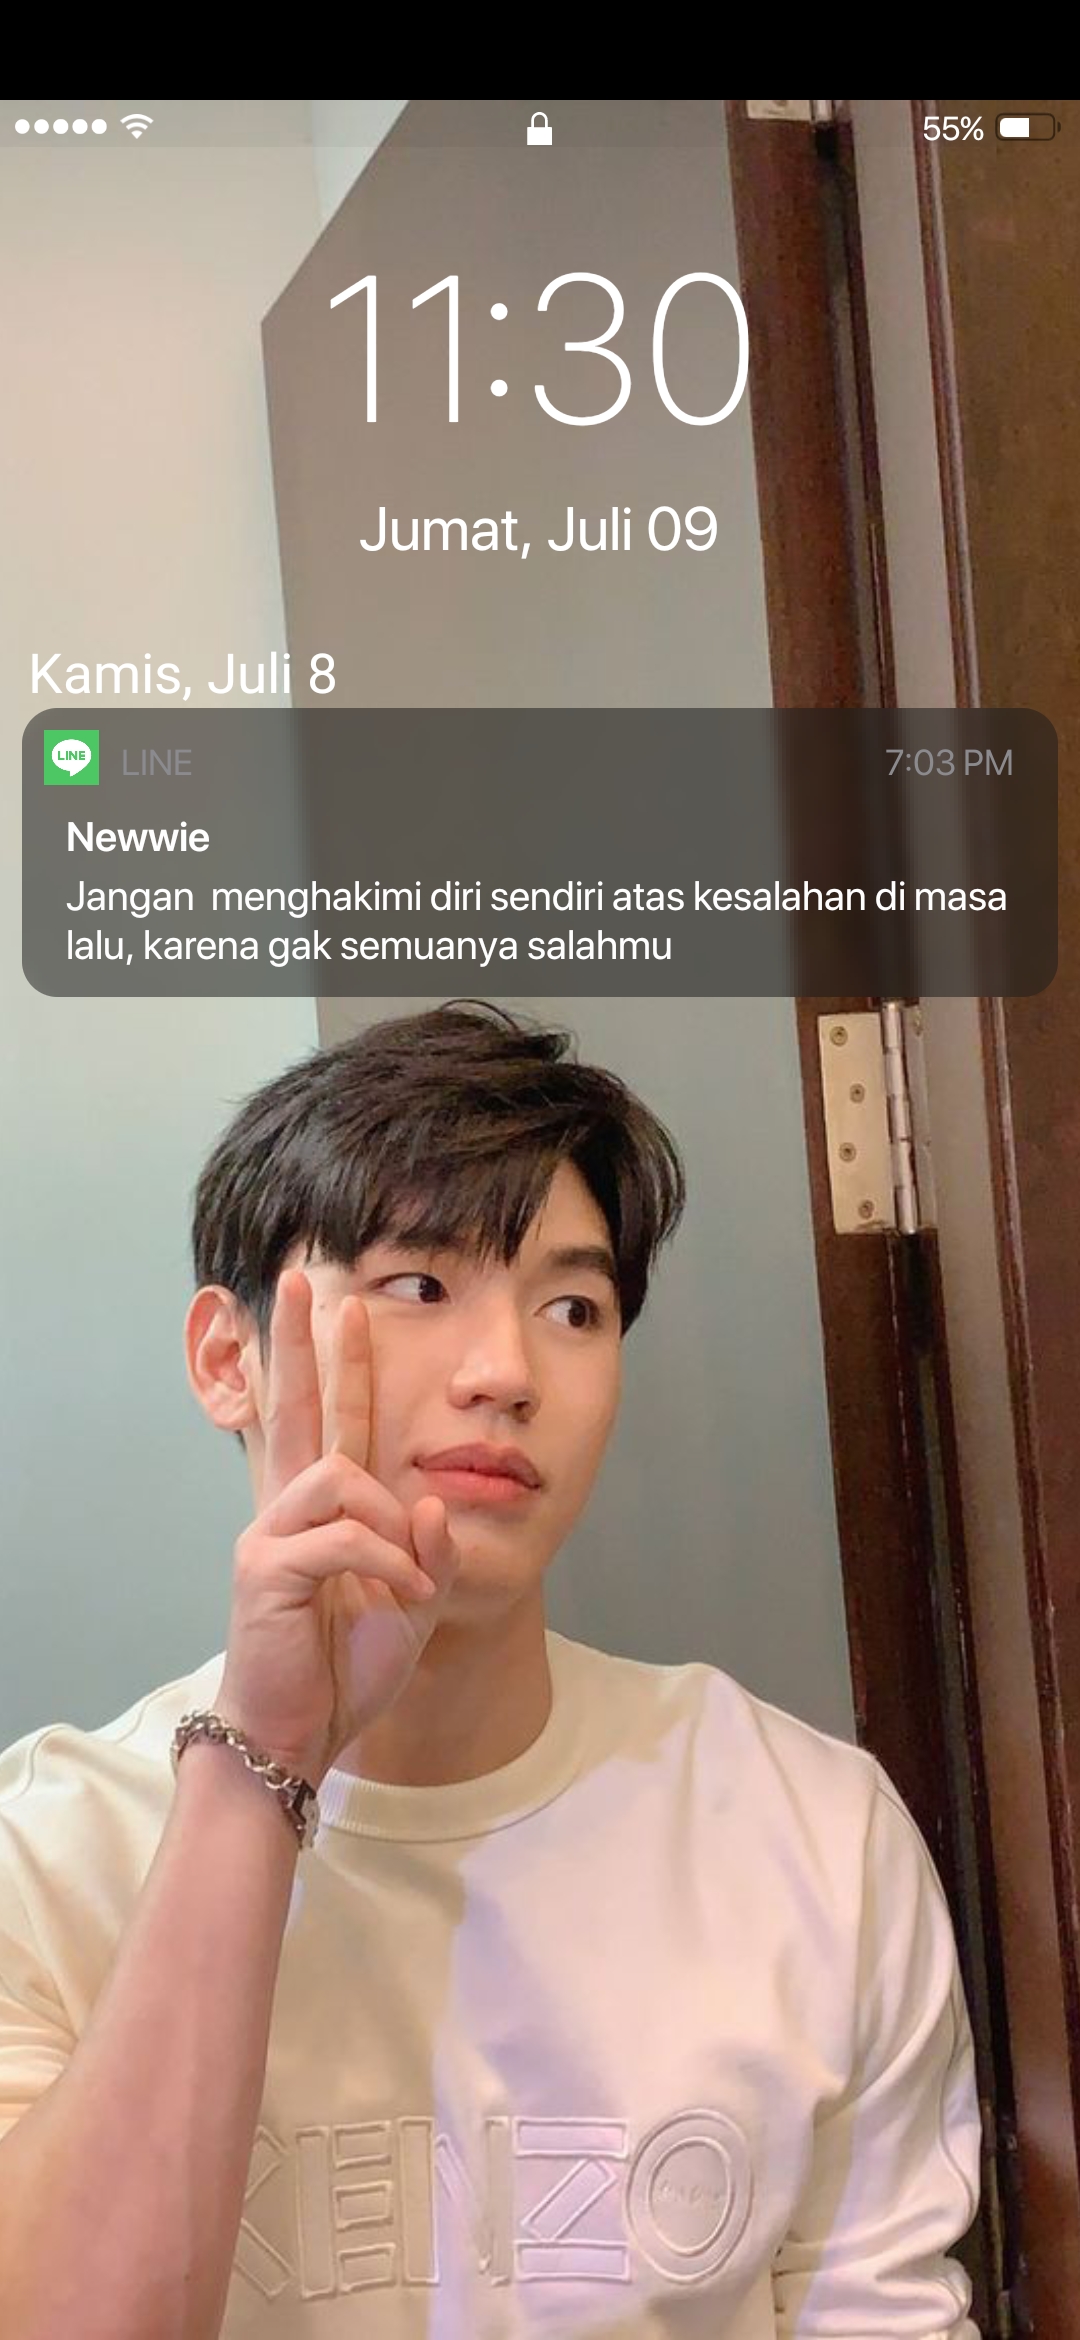 55%
11:30
Jumat, Juli 09
Kamis, Juli 8
LINE
LINE
7:03 PM
Newwie
Jangan  menghakimi diri sendiri atas kesalahan di masa
lalu, karena gak semuanya salahmu
KENZO